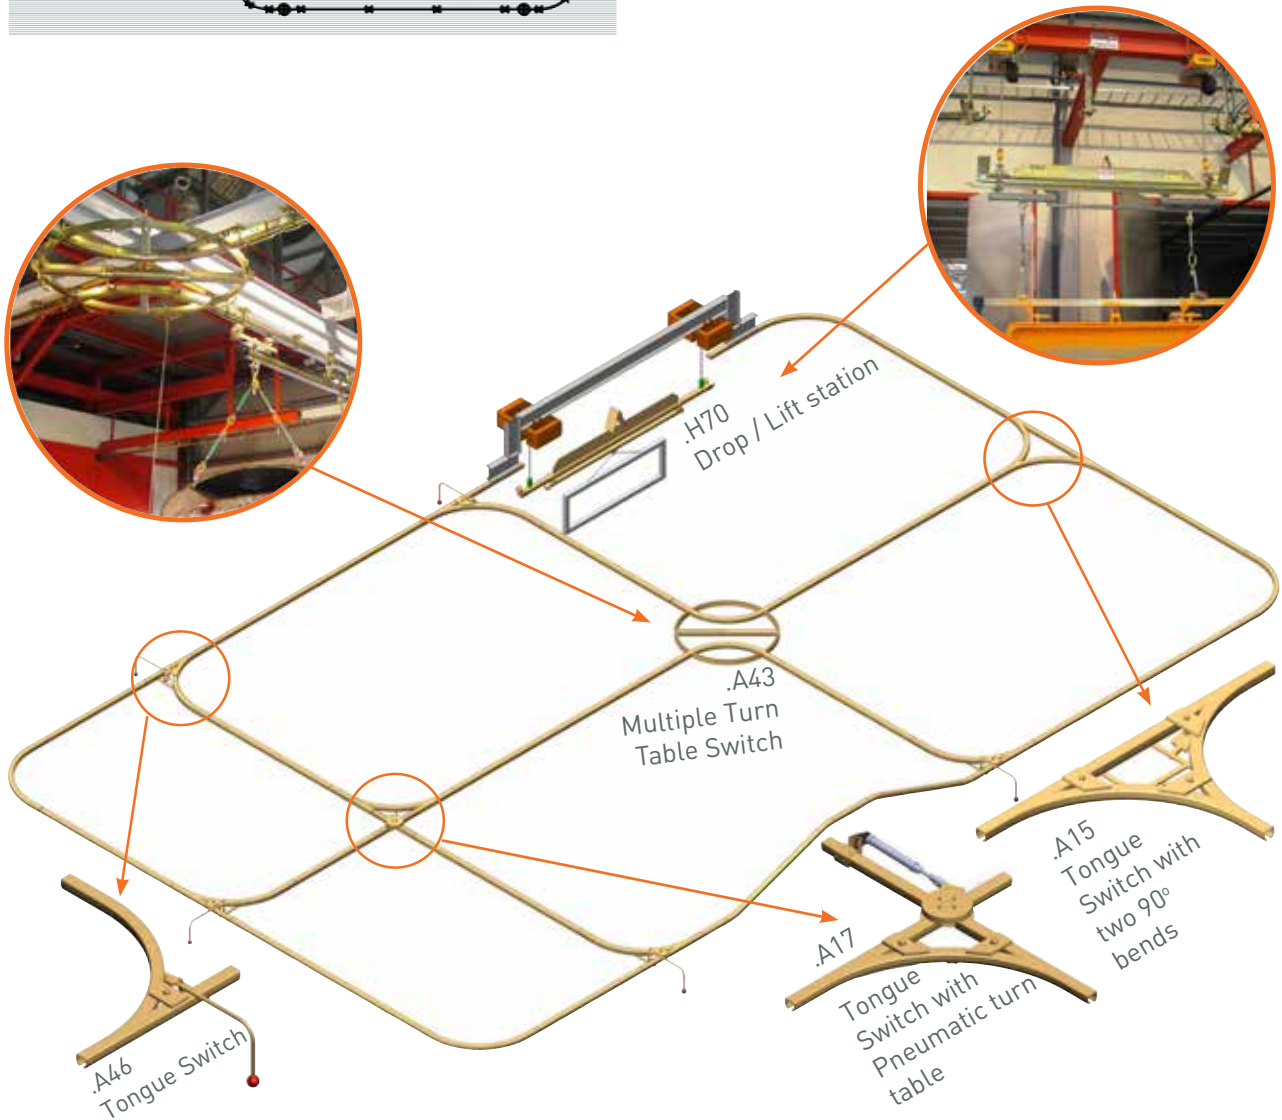 .H70
Drop / Lift station
.A43
Multiple Turn
Table Switch
.A15
Tongue
Switch with
two 90º
bends
.A17
Tongue
Switch with
Pneumatic turn
table
.A46
Tongue Switch